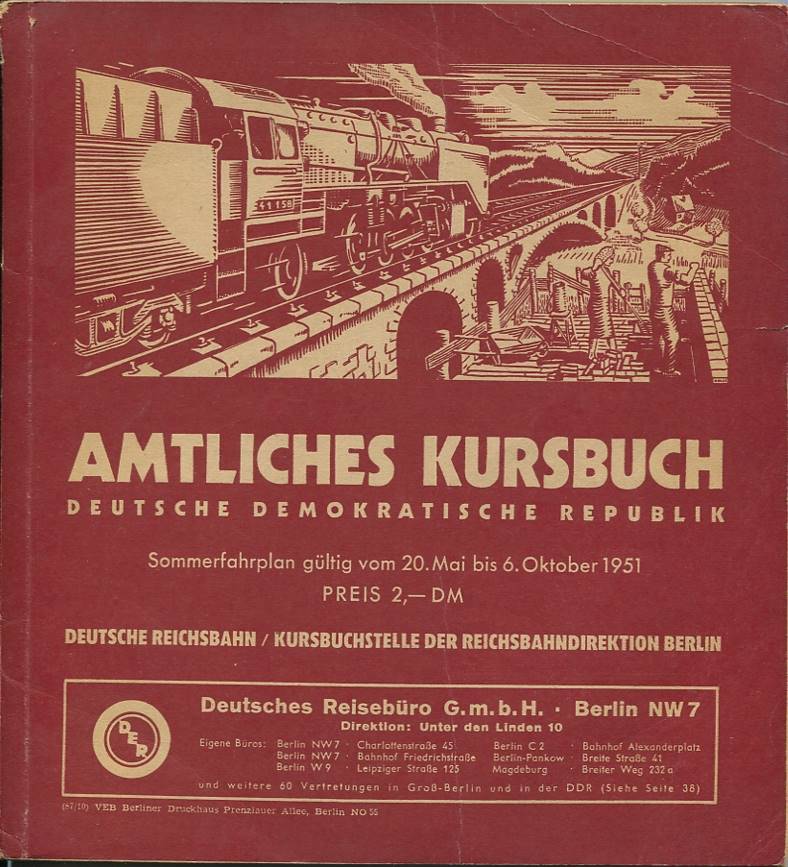 41 158
AMTLICHES KURSBUCH
DEUTSCHE DEMOKRATISCHE REPUBLIK
Sommerfahrplan gültig vom 20. Mai bis 6. Oktober 1951
PREIS 2,— DM
DEUTSCHE REICHSBAHN / KURSBUCHSTELLE DER REICHSBAHNDIREKTION BERLIN
DER
Deutsches Reisebüro G.m.b.H. · Berlin NW 7
Direktion: Unter den Linden 10
Eigene Büros: Berlin NW 7 · Charlottenstraße 45 Berlin C 2 · Bahnhof Alexanderplatz
Berlin NW 7 · Bahnhof Friedrichstraße Berlin-Pankow · Breite Straße 41
Berlin W 9 · Leipziger Straße 125 Magdeburg · Breiter Weg 232 a
und weitere 60 Vertretungen in Groß-Berlin und in der DDR (Siehe Seite 38)
(67/10) VEB Berliner Druckhaus Prenzlauer Allee, Berlin NO 55